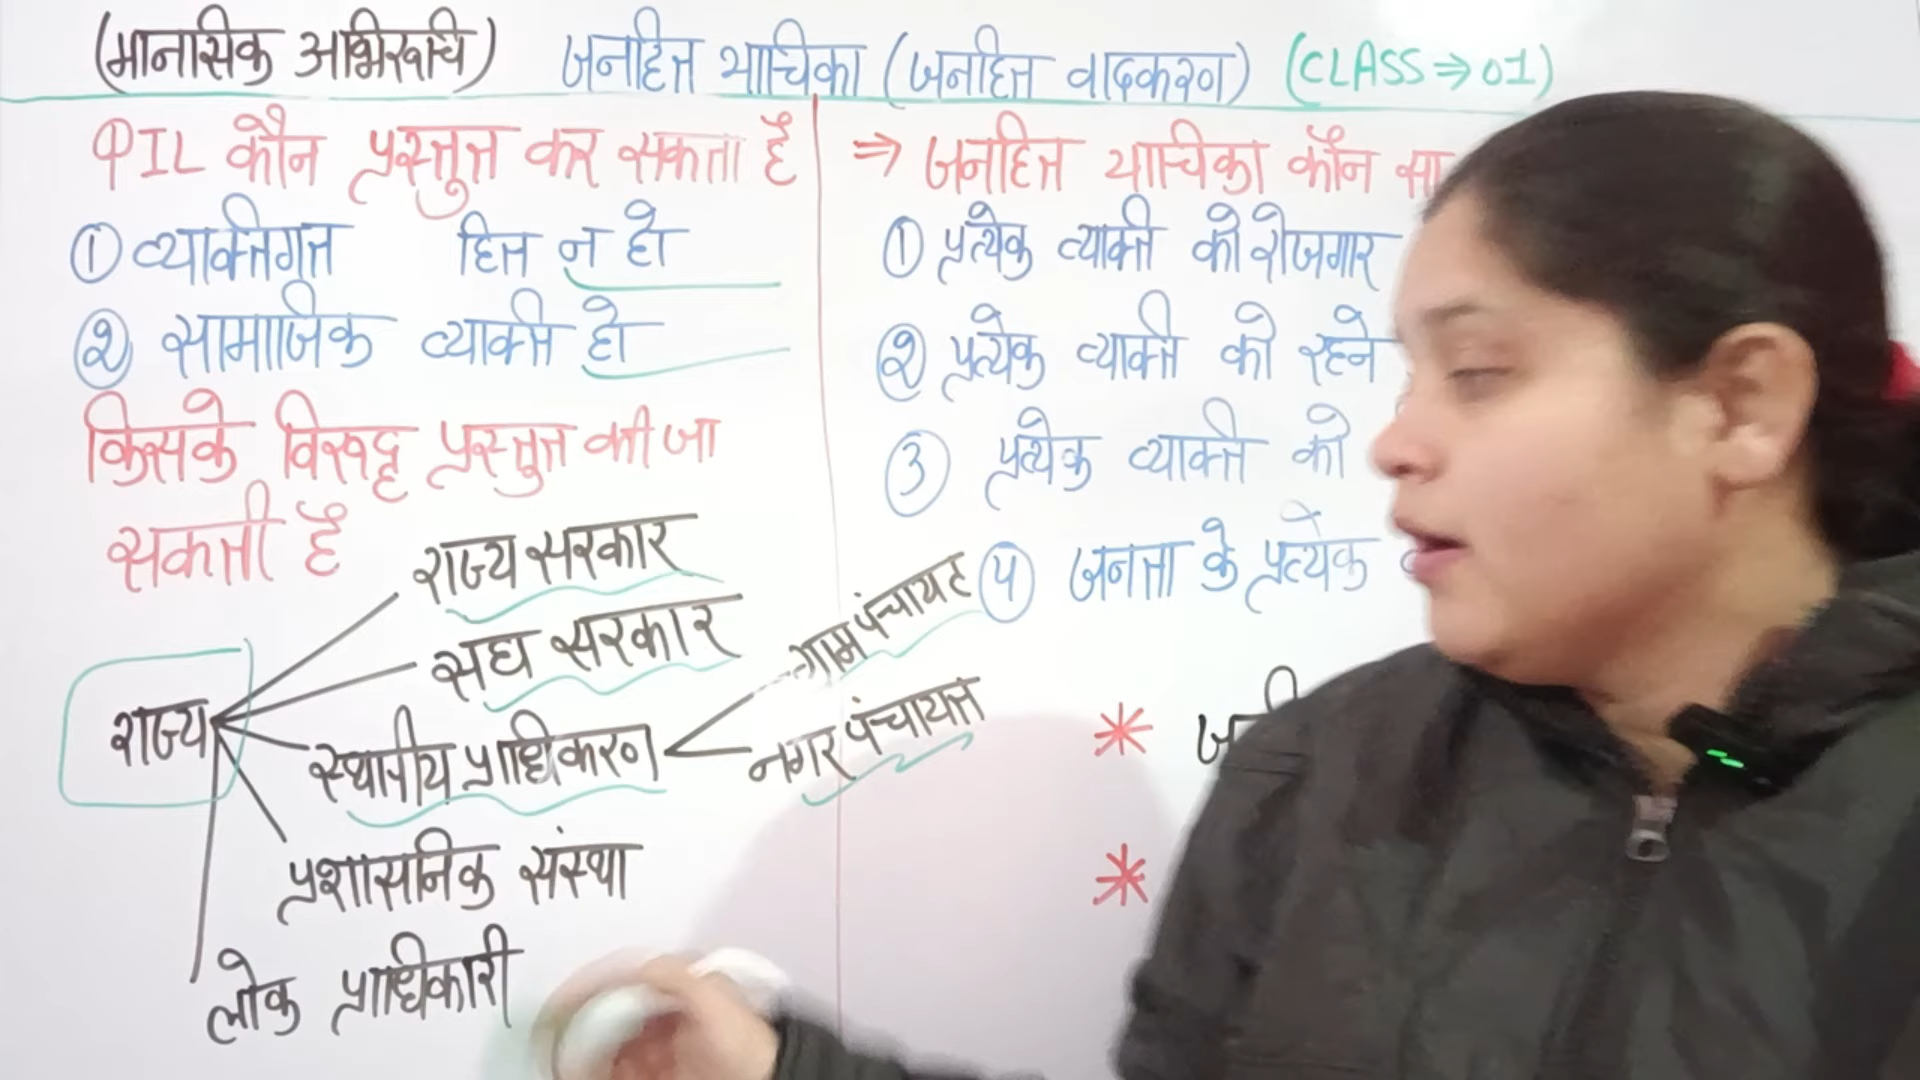 (मानसिक अभिरूचि) जनहित याचिका (जनहित वादकरण) (CLASS⇒01)
PIL कौन प्रस्तुत कर सकता है
① व्यक्तिगत हित न हो
② सामाजिक व्यक्ति हो
किसके विरूद्ध प्रस्तुत की जा
सकती है
राज्य
राज्य सरकार
संघ सरकार
स्थानीय प्राधिकरण
ग्राम पंचायत
नगर पंचायत
प्रशासनिक संस्था
लोक प्राधिकारी
⇒ जनहित याचिका कौन सा
① प्रत्येक व्यक्ति को रोजगार
② प्रत्येक व्यक्ति को रहने
③ प्रत्येक व्यक्ति को
④ जनता के प्रत्येक